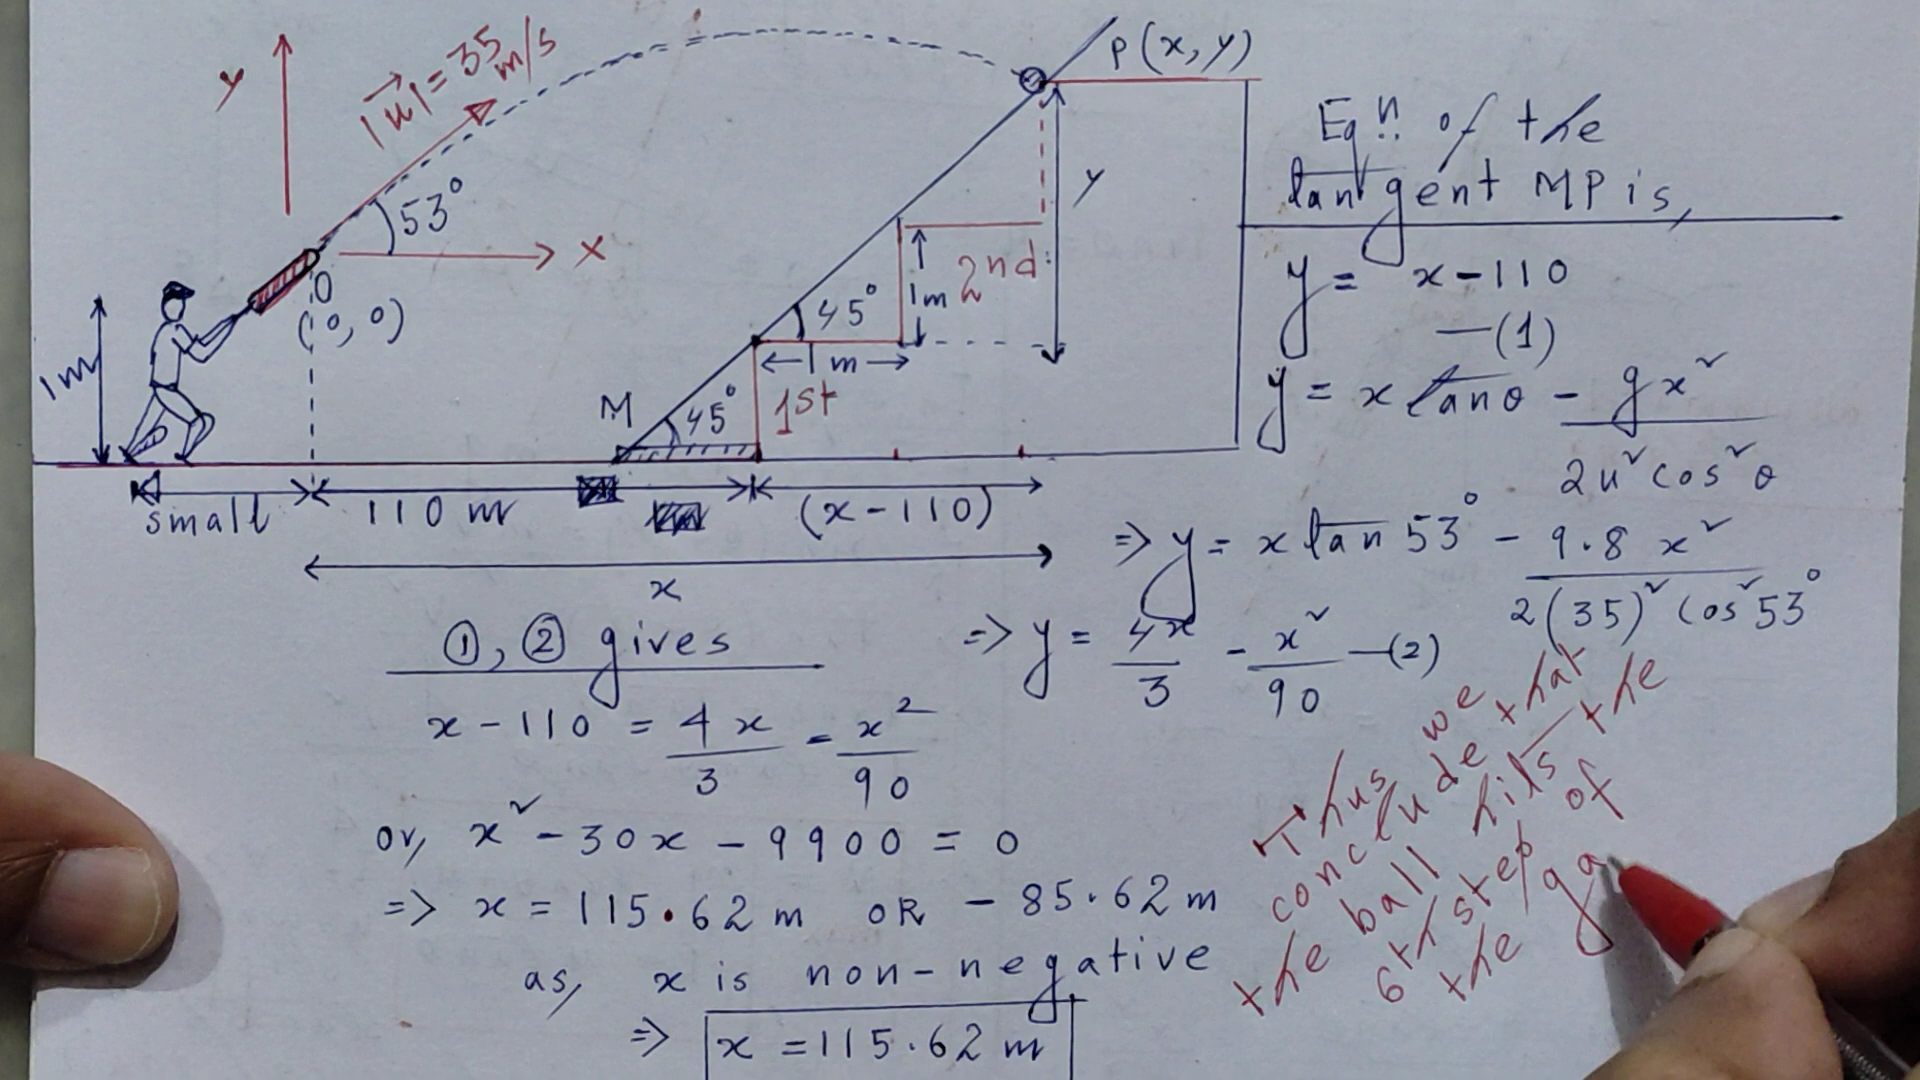 y
|u⃗| = 35 m/s
53°
x
O
(0, 0)
1m
M
45°
1st
45°
1 m
1m
2nd
y
P(x, y)
small
110 m
(x-110)
x
Eqn. of the
tangent MP is,
y = x-110
—(1)
y = x tanθ - gx² / 2u²cos²θ
=> y = x tan 53° - 9.8 x² / 2(35)² cos²53°
=> y = 4x/3 - x²/90 —(2)
①, ② gives
x-110 = 4x/3 - x²/90
or, x² - 30x - 9900 = 0
=> x = 115.62 m OR - 85.62 m
as, x is non-negative
=> x = 115.62 m
Thus we
conclude that
the ball hits the
6th step of
the ga